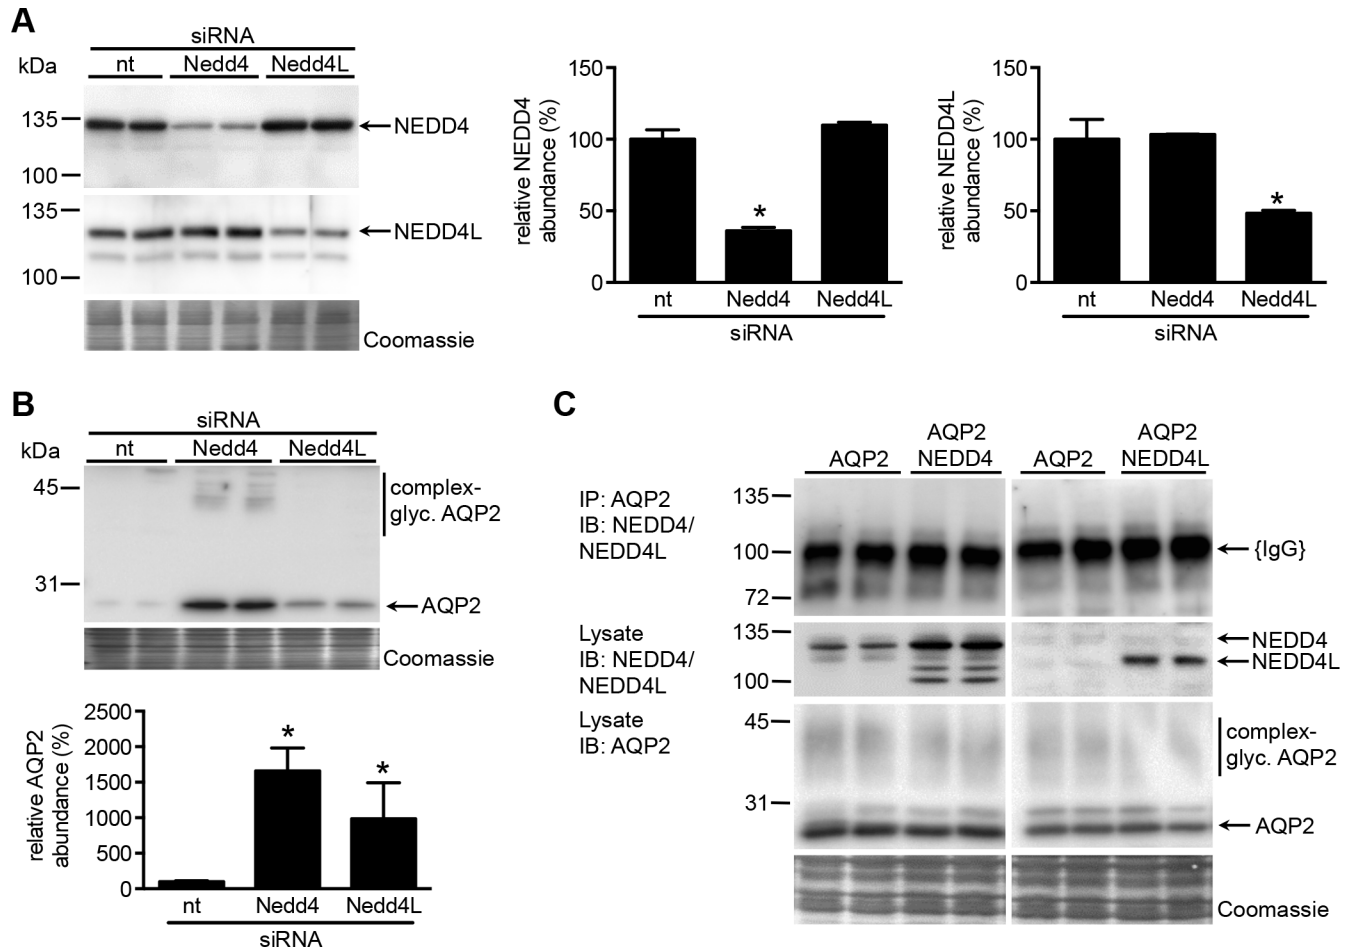 A
siRNA
kDa
nt Nedd4 Nedd4L
135
NEDD4
100
135
NEDD4L
100
Coomassie
relative NEDD4
abundance (%)
150
100
50
0
nt Nedd4 Nedd4L
siRNA
*
relative NEDD4L
abundance (%)
150
100
50
0
nt Nedd4 Nedd4L
siRNA
*
B
siRNA
kDa
nt Nedd4 Nedd4L
45
complex-
glyc. AQP2
31
AQP2
Coomassie
relative AQP2
abundance (%)
2500
2000
1500
1000
500
0
* *
nt Nedd4 Nedd4L
siRNA
C
AQP2 AQP2
AQP2 NEDD4 AQP2 NEDD4L
IP: AQP2
IB: NEDD4/
NEDD4L
135
100
72
{IgG}
Lysate
IB: NEDD4/
NEDD4L
135
100
NEDD4
NEDD4L
Lysate
IB: AQP2
45
31
complex-
glyc. AQP2
AQP2
Coomassie